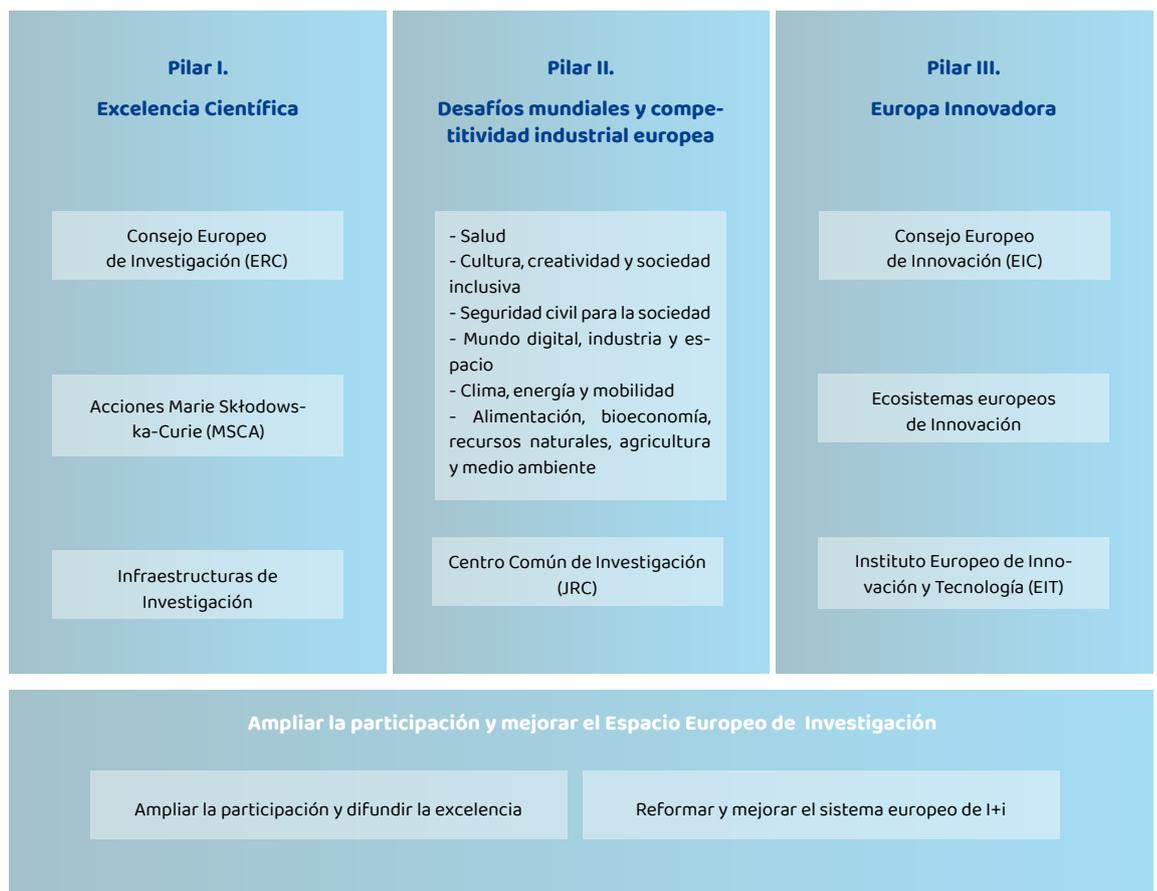 Pilar I.
Excelencia Científica
Consejo Europeo
de Investigación (ERC)
Acciones Marie Skłodows-
ka-Curie (MSCA)
Infraestructuras de
Investigación
Pilar II.
Desafíos mundiales y compe-
titividad industrial europea
- Salud
- Cultura, creatividad y sociedad
inclusiva
- Seguridad civil para la sociedad
- Mundo digital, industria y es-
pacio
- Clima, energía y mobilidad
- Alimentación, bioeconomía,
recursos naturales, agricultura
y medio ambiente
Centro Común de Investigación
(JRC)
Pilar III.
Europa Innovadora
Consejo Europeo
de Innovación (EIC)
Ecosistemas europeos
de Innovación
Instituto Europeo de Inno-
vación y Tecnología (EIT)
Ampliar la participación y mejorar el Espacio Europeo de  Investigación
Ampliar la participación y difundir la excelencia
Reformar y mejorar el sistema europeo de I+i